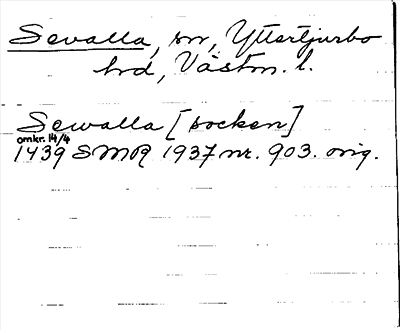 Sevalla, sn, Yttertjurbo
hd, Västm. l.
Sewalla [socken]
omkr. 14/4
1439 SMR 1937 nr. 903. orig.